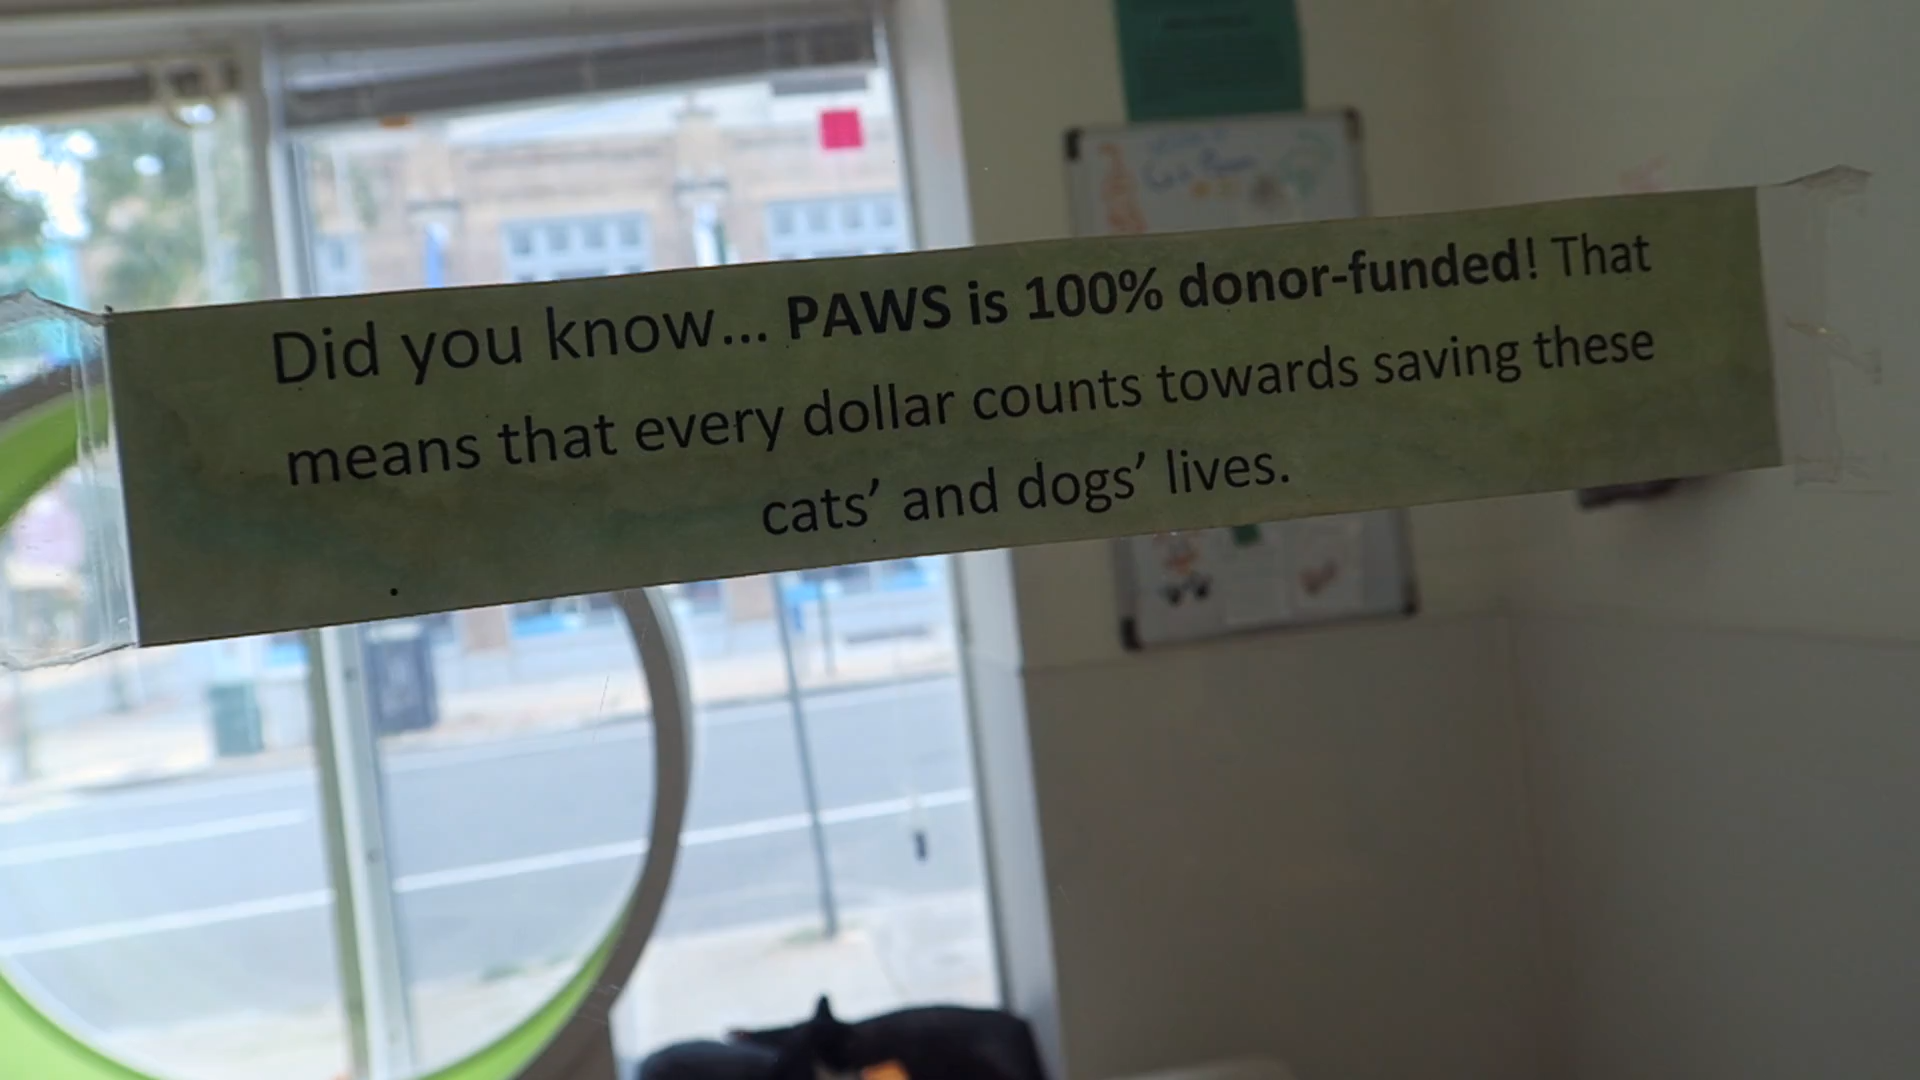 Did you know... PAWS is 100% donor-funded! That
means that every dollar counts towards saving these
cats’ and dogs’ lives.